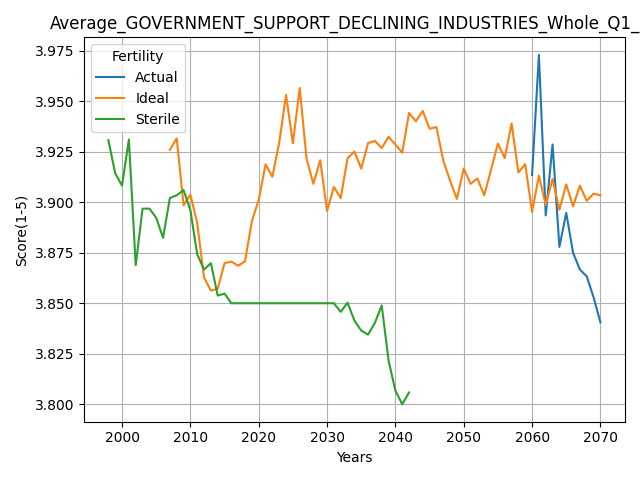 Average_GOVERNMENT_SUPPORT_DECLINING_INDUSTRIES_Whole_Q1_
Fertility
Actual
Ideal
Sterile
Score(1-5)
3.975
3.950
3.925
3.900
3.875
3.850
3.825
3.800
2000 2010 2020 2030 2040 2050 2060 2070
Years